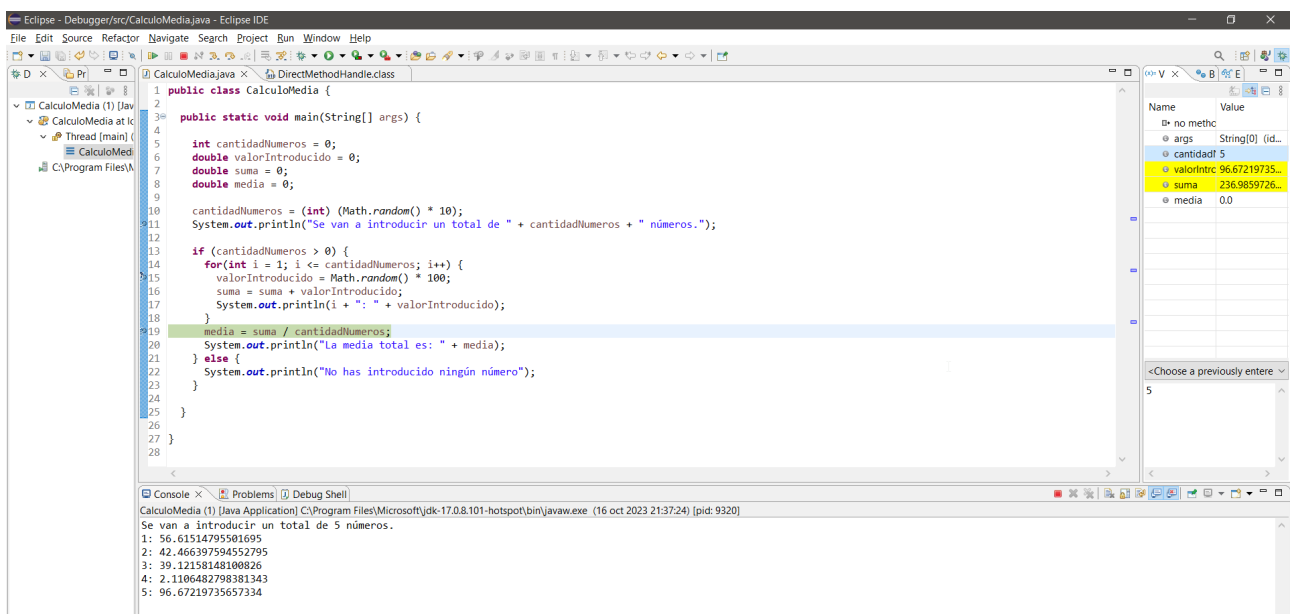 Eclipse - Debugger/src/CalculoMedia.java - Eclipse IDE
File Edit Source Refactor Navigate Search Project Run Window Help
D Pr
CalculoMedia (1) [Jav
CalculoMedia at lc
Thread [main] (
CalculoMedi
C:\Program Files\M
CalculoMedia.java DirectMethodHandle.class
1 public class CalculoMedia {
2
3 public static void main(String[] args) {
4
5 int cantidadNumeros = 0;
6 double valorIntroducido = 0;
7 double suma = 0;
8 double media = 0;
9
10 cantidadNumeros = (int) (Math.random() * 10);
11 System.out.println("Se van a introducir un total de " + cantidadNumeros + " números.");
12
13 if (cantidadNumeros > 0) {
14 for(int i = 1; i <= cantidadNumeros; i++) {
15 valorIntroducido = Math.random() * 100;
16 suma = suma + valorIntroducido;
17 System.out.println(i + ": " + valorIntroducido);
18 }
19 media = suma / cantidadNumeros;
20 System.out.println("La media total es: " + media);
21 } else {
22 System.out.println("No has introducido ningún número");
23 }
24
25 }
26
27 }
28
(x)= V B E
Name Value
no methc
args String[0] (id...
cantidadN 5
valorIntrc 96.67219735...
suma 236.9859726...
media 0.0
<Choose a previously entere
5
Console Problems Debug Shell
CalculoMedia (1) [Java Application] C:\Program Files\Microsoft\jdk-17.0.8.101-hotspot\bin\javaw.exe (16 oct 2023 21:37:24) [pid: 9320]
Se van a introducir un total de 5 números.
1: 56.61514795501695
2: 42.466397594552795
3: 39.12158148100826
4: 2.1106482798381343
5: 96.67219735657334